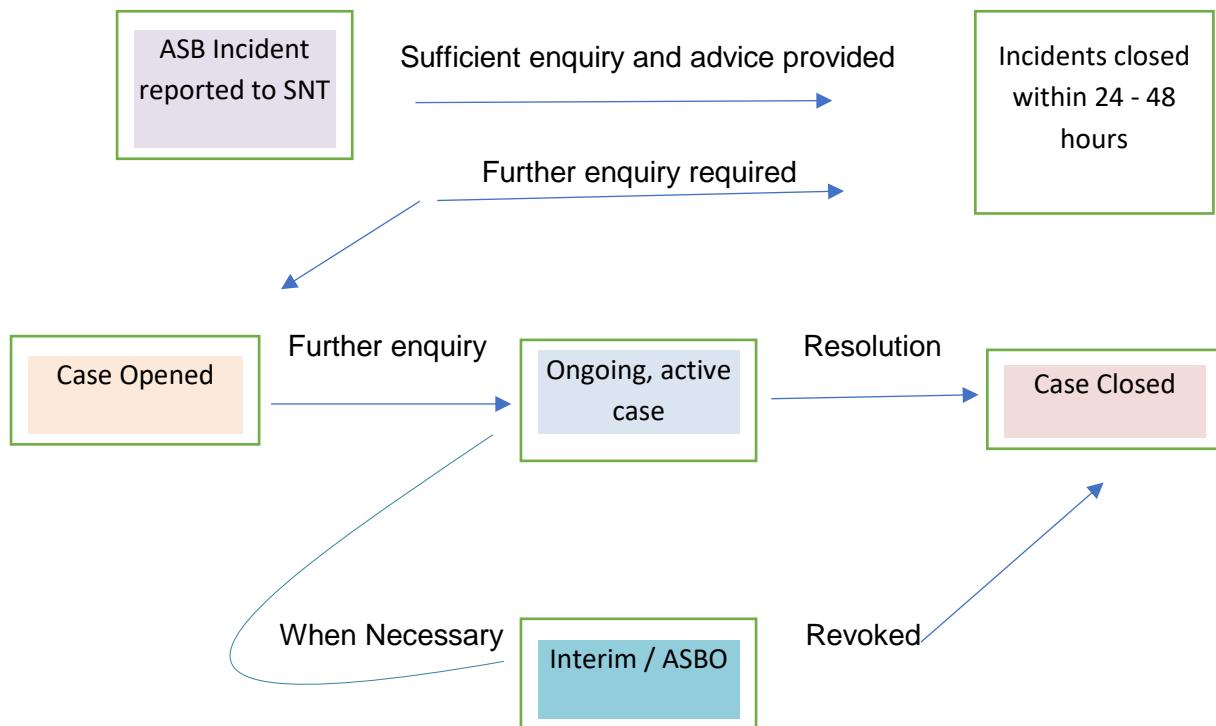 ASB Incident
reported to SNT
Sufficient enquiry and advice provided
Incidents closed
within 24 - 48
hours
Further enquiry required
Case Opened
Further enquiry
Ongoing, active
case
Resolution
Case Closed
When Necessary
Interim / ASBO
Revoked